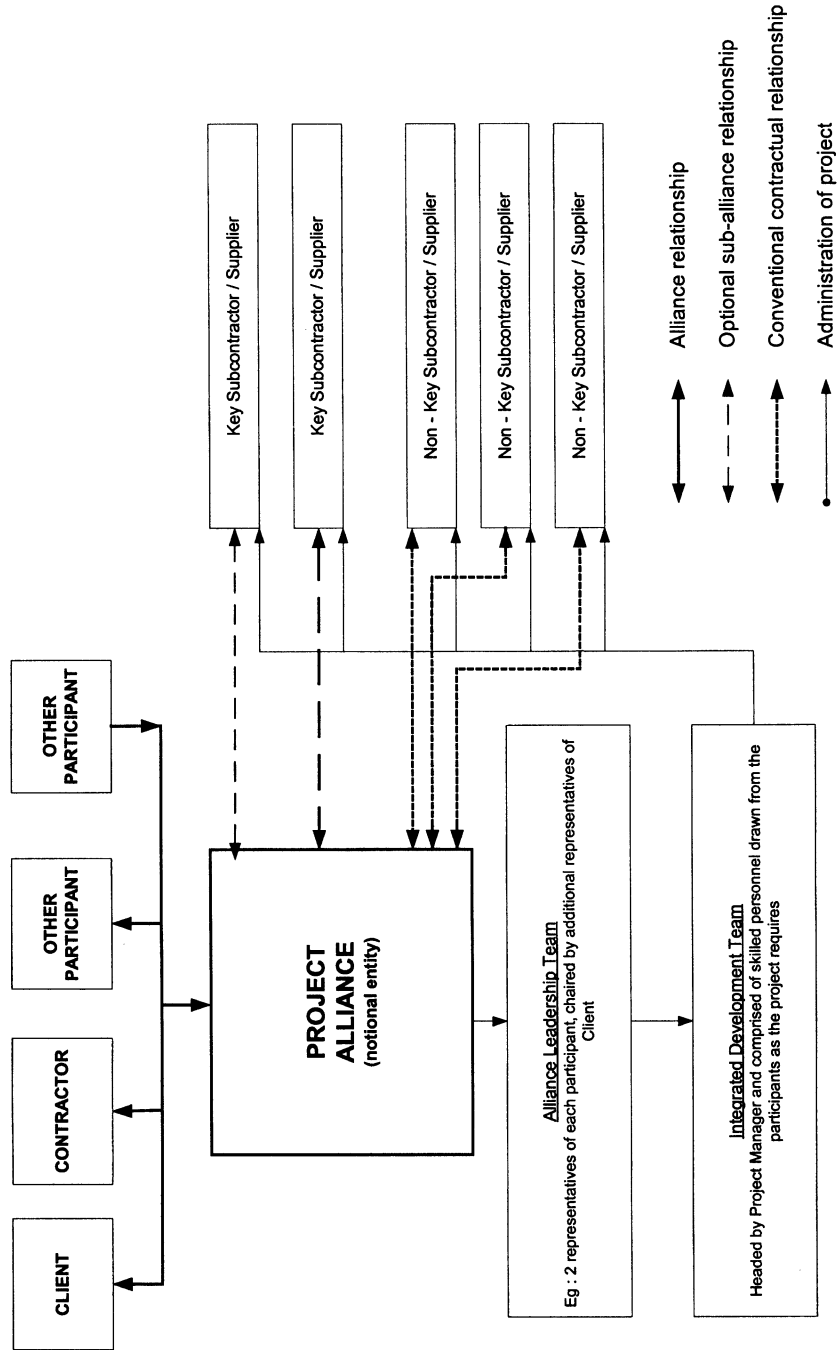 CLIENT
CONTRACTOR
OTHER
PARTICIPANT
OTHER
PARTICIPANT
PROJECT
ALLIANCE
(notional entity)
Key Subcontractor / Supplier
Key Subcontractor / Supplier
Non - Key Subcontractor / Supplier
Non - Key Subcontractor / Supplier
Non - Key Subcontractor / Supplier
Alliance Leadership Team
Eg : 2 representatives of each participant, chaired by additional representatives of
Client
Integrated Development Team
Headed by Project Manager and comprised of skilled personnel drawn from the
participants as the project requires
Alliance relationship
Optional sub-alliance relationship
Conventional contractual relationship
Administration of project